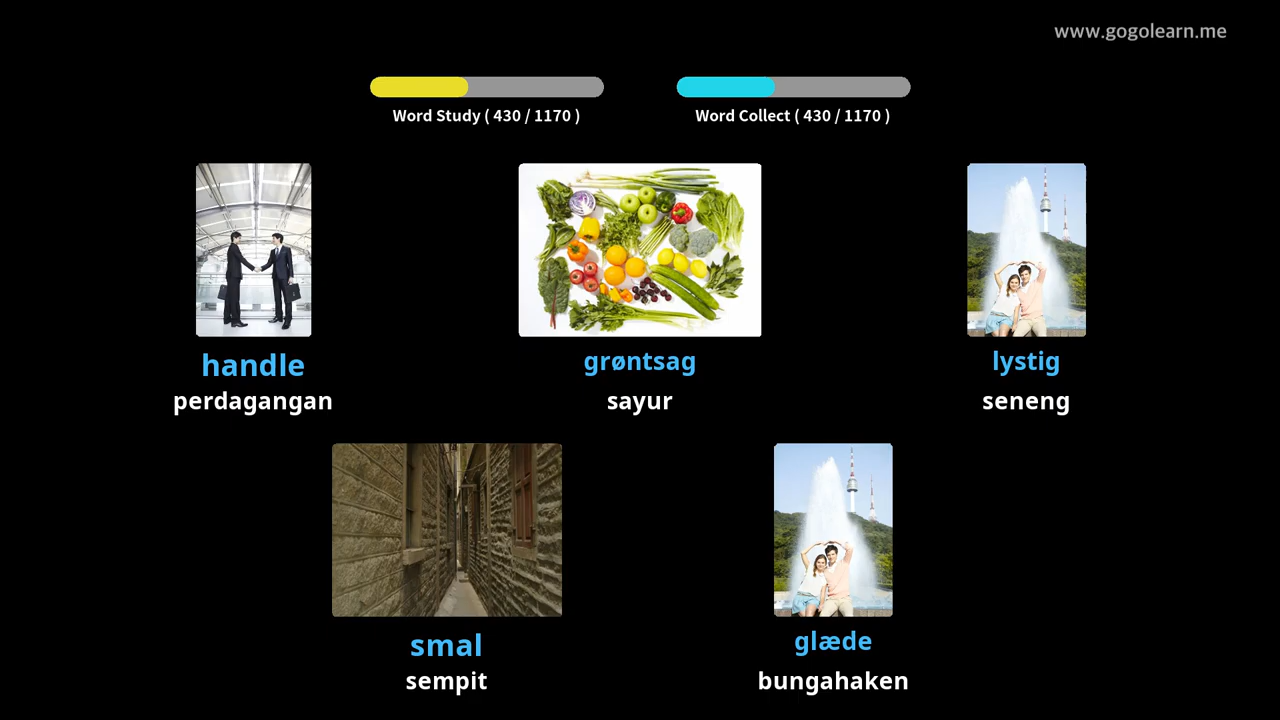 www.gogolearn.me
Word Study ( 430 / 1170 )
Word Collect ( 430 / 1170 )
handle
perdagangan
grøntsag
sayur
lystig
seneng
smal
sempit
glæde
bungahaken